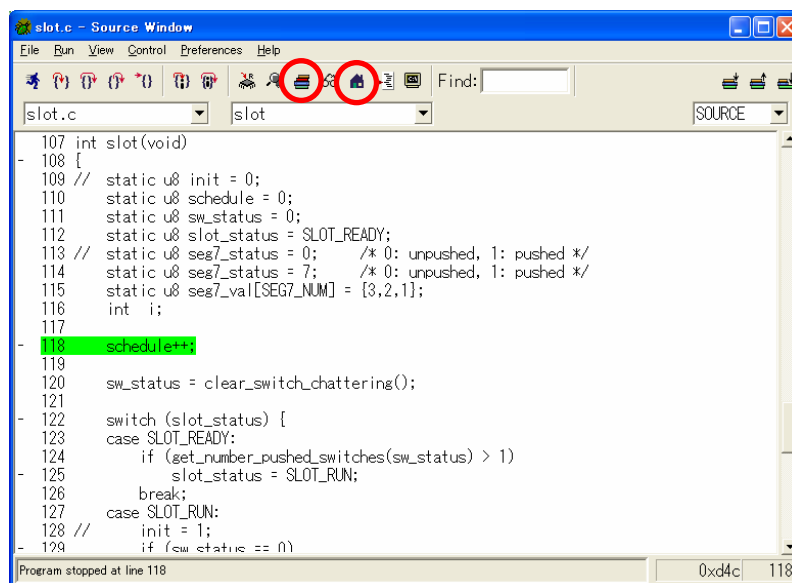 slot.c - Source Window
File Run View Control Preferences Help
Find:
slot.c slot SOURCE
107 int slot(void)
- 108 {
109 // static u8 init = 0;
110 static u8 schedule = 0;
111 static u8 sw_status = 0;
112 static u8 slot_status = SLOT_READY;
113 // static u8 seg7_status = 0; /* 0: unpushed, 1: pushed */
114 static u8 seg7_status = 7; /* 0: unpushed, 1: pushed */
115 static u8 seg7_val[SEG7_NUM] = {3,2,1};
116 int i;
117
- 118 schedule++;
119
120 sw_status = clear_switch_chattering();
121
- 122 switch (slot_status) {
123 case SLOT_READY:
124 if (get_number_pushed_switches(sw_status) > 1)
- 125 slot_status = SLOT_RUN;
126 break;
127 case SLOT_RUN:
128 // init = 1;
- 129 if (sw_status == 0)
Program stopped at line 118 0xd4c 118